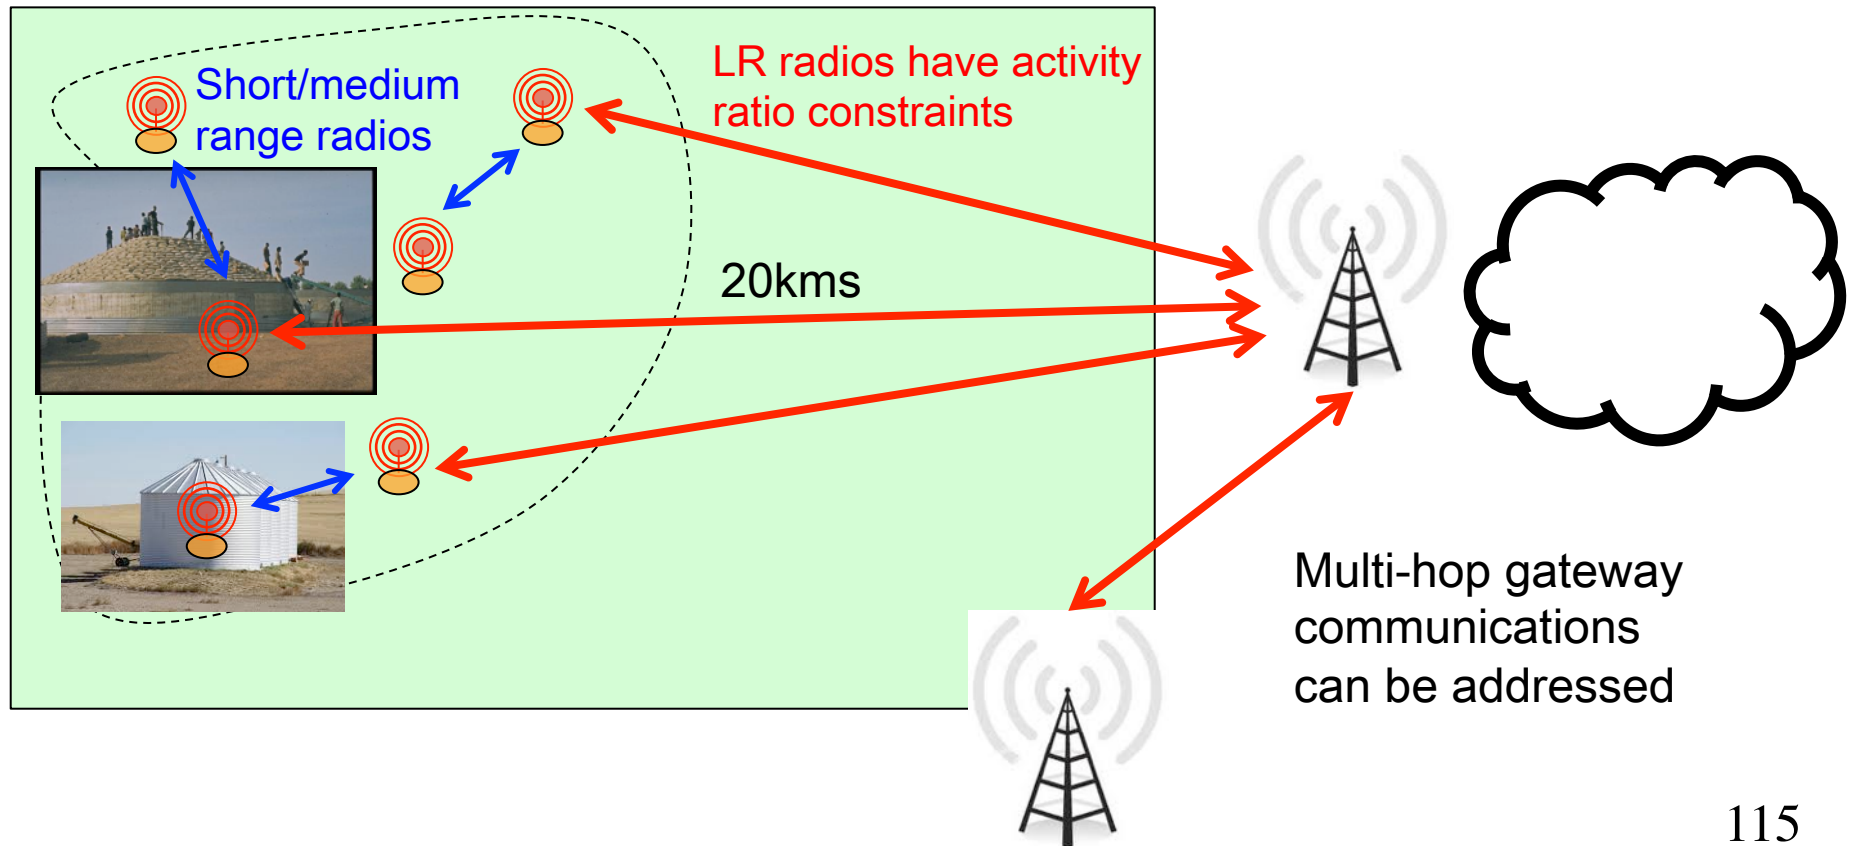 Short/medium
range radios
LR radios have activity
ratio constraints
20kms
Multi-hop gateway
communications
can be addressed
115